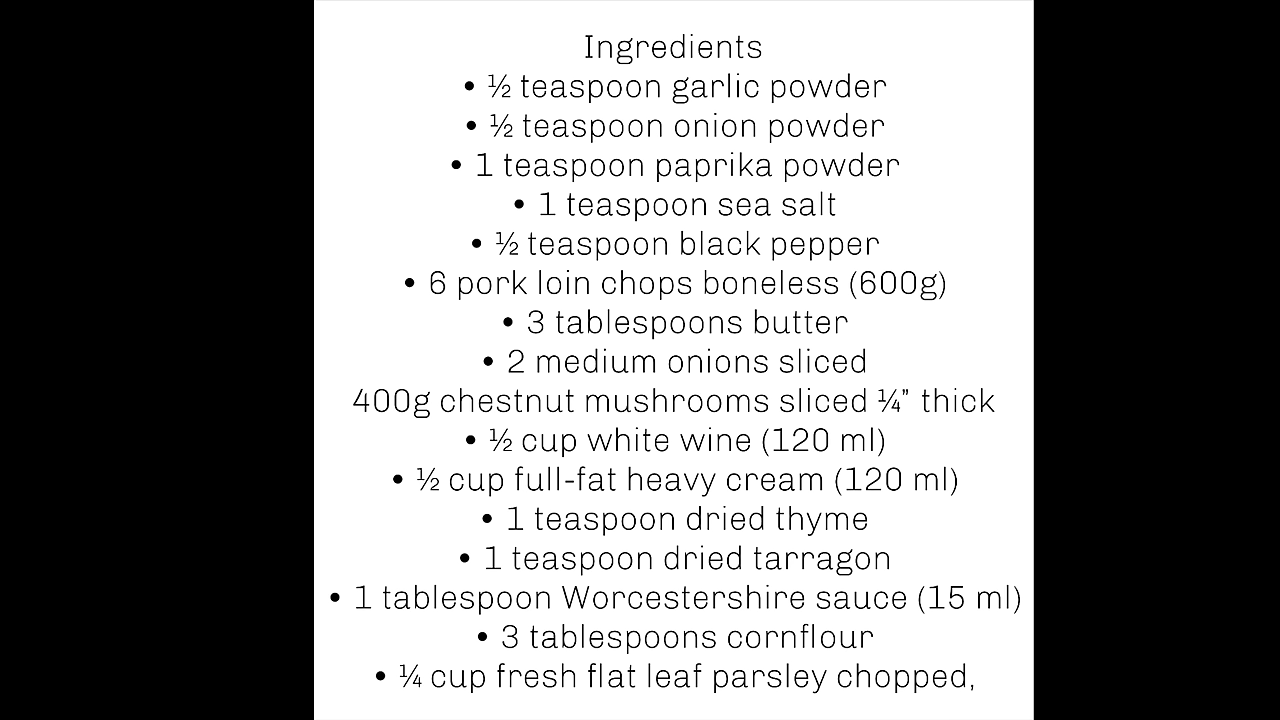 Ingredients
• ½ teaspoon garlic powder
• ½ teaspoon onion powder
• 1 teaspoon paprika powder
• 1 teaspoon sea salt
• ½ teaspoon black pepper
• 6 pork loin chops boneless (600g)
• 3 tablespoons butter
• 2 medium onions sliced
400g chestnut mushrooms sliced ¼” thick
• ½ cup white wine (120 ml)
• ½ cup full-fat heavy cream (120 ml)
• 1 teaspoon dried thyme
• 1 teaspoon dried tarragon
• 1 tablespoon Worcestershire sauce (15 ml)
• 3 tablespoons cornflour
• ¼ cup fresh flat leaf parsley chopped,